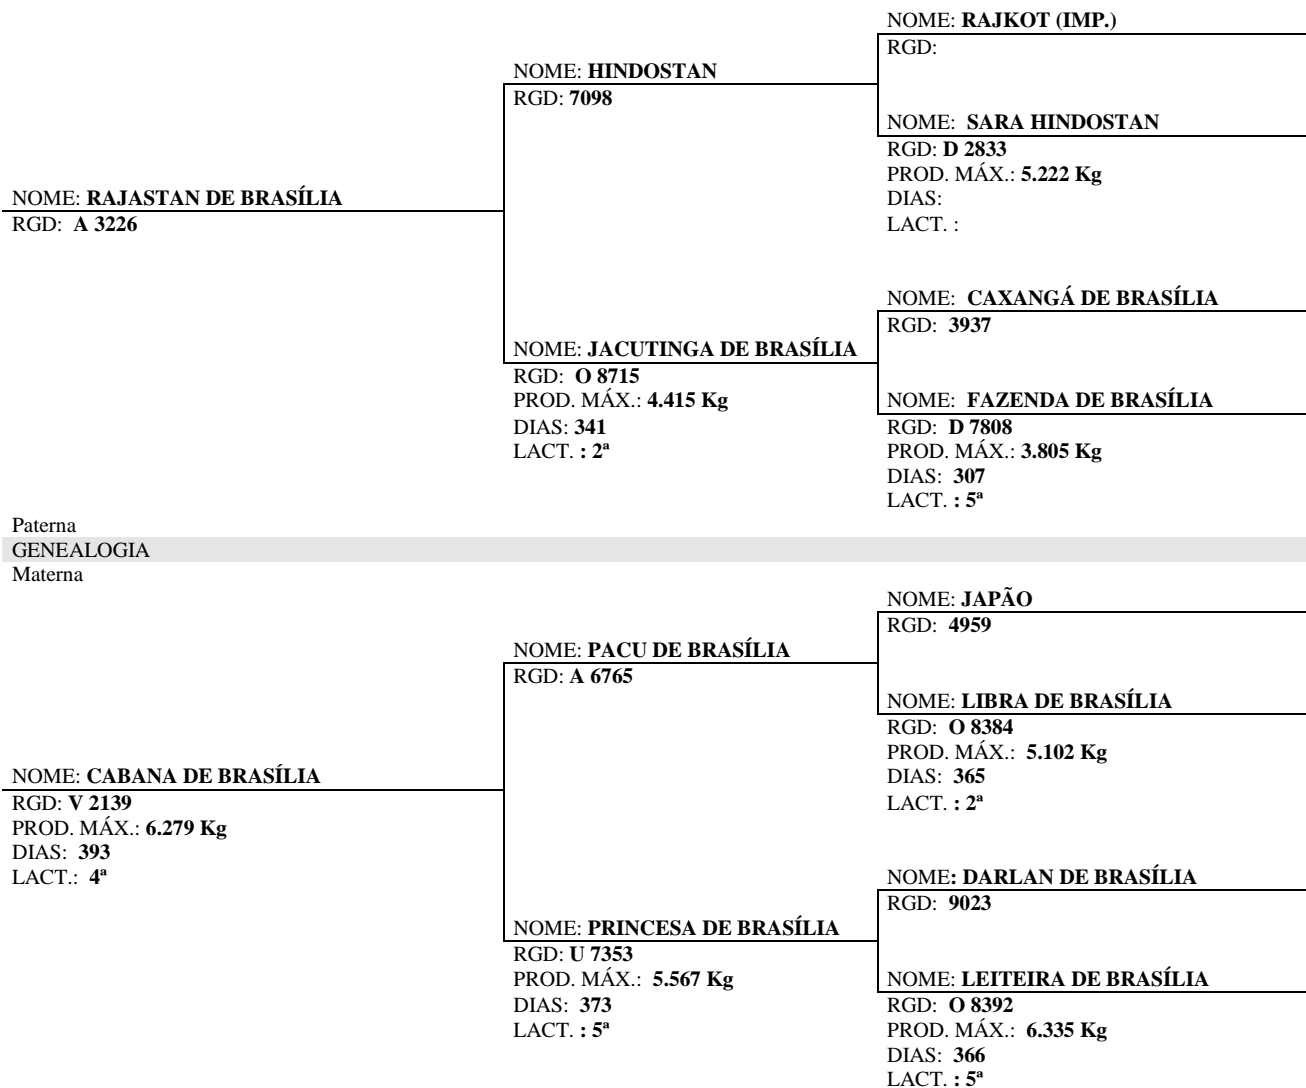 NOME: RAJKOT (IMP.)
RGD:
NOME: HINDOSTAN
RGD: 7098
NOME: SARA HINDOSTAN
RGD: D 2833
PROD. MÁX.: 5.222 Kg
DIAS:
LACT. :
NOME: RAJASTAN DE BRASÍLIA
RGD: A 3226
NOME: CAXANGÁ DE BRASÍLIA
RGD: 3937
NOME: JACUTINGA DE BRASÍLIA
RGD: O 8715
PROD. MÁX.: 4.415 Kg
DIAS: 341
LACT. : 2ª
NOME: FAZENDA DE BRASÍLIA
RGD: D 7808
PROD. MÁX.: 3.805 Kg
DIAS: 307
LACT. : 5ª
Paterna
GENEALOGIA
Materna
NOME: JAPÃO
RGD: 4959
NOME: PACU DE BRASÍLIA
RGD: A 6765
NOME: LIBRA DE BRASÍLIA
RGD: O 8384
PROD. MÁX.: 5.102 Kg
DIAS: 365
LACT. : 2ª
NOME: CABANA DE BRASÍLIA
RGD: V 2139
PROD. MÁX.: 6.279 Kg
DIAS: 393
LACT.: 4ª
NOME: DARLAN DE BRASÍLIA
RGD: 9023
NOME: PRINCESA DE BRASÍLIA
RGD: U 7353
PROD. MÁX.: 5.567 Kg
DIAS: 373
LACT. : 5ª
NOME: LEITEIRA DE BRASÍLIA
RGD: O 8392
PROD. MÁX.: 6.335 Kg
DIAS: 366
LACT. : 5ª